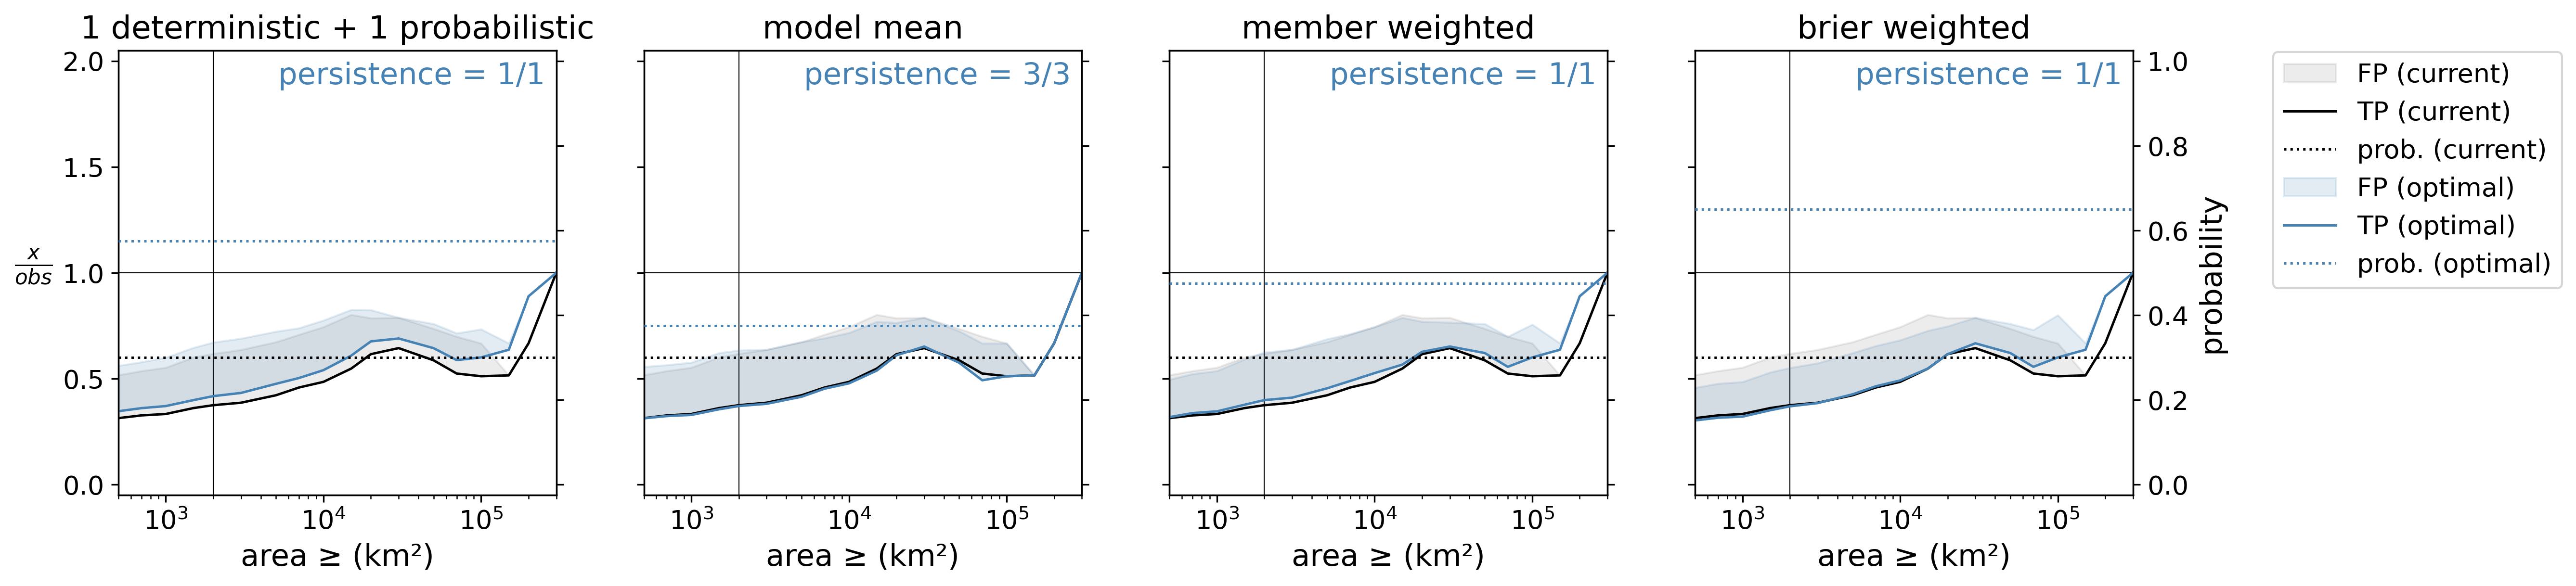 1 deterministic + 1 probabilistic
model mean
member weighted
brier weighted
persistence = 1/1
persistence = 3/3
persistence = 1/1
persistence = 1/1
2.0
1.5
1.0
0.5
0.0
x/obs
1.0
0.8
0.6
0.4
0.2
0.0
probability
10³ 10⁴ 10⁵
10³ 10⁴ 10⁵
10³ 10⁴ 10⁵
10³ 10⁴ 10⁵
area ≥ (km²)
area ≥ (km²)
area ≥ (km²)
area ≥ (km²)
FP (current)
TP (current)
prob. (current)
FP (optimal)
TP (optimal)
prob. (optimal)